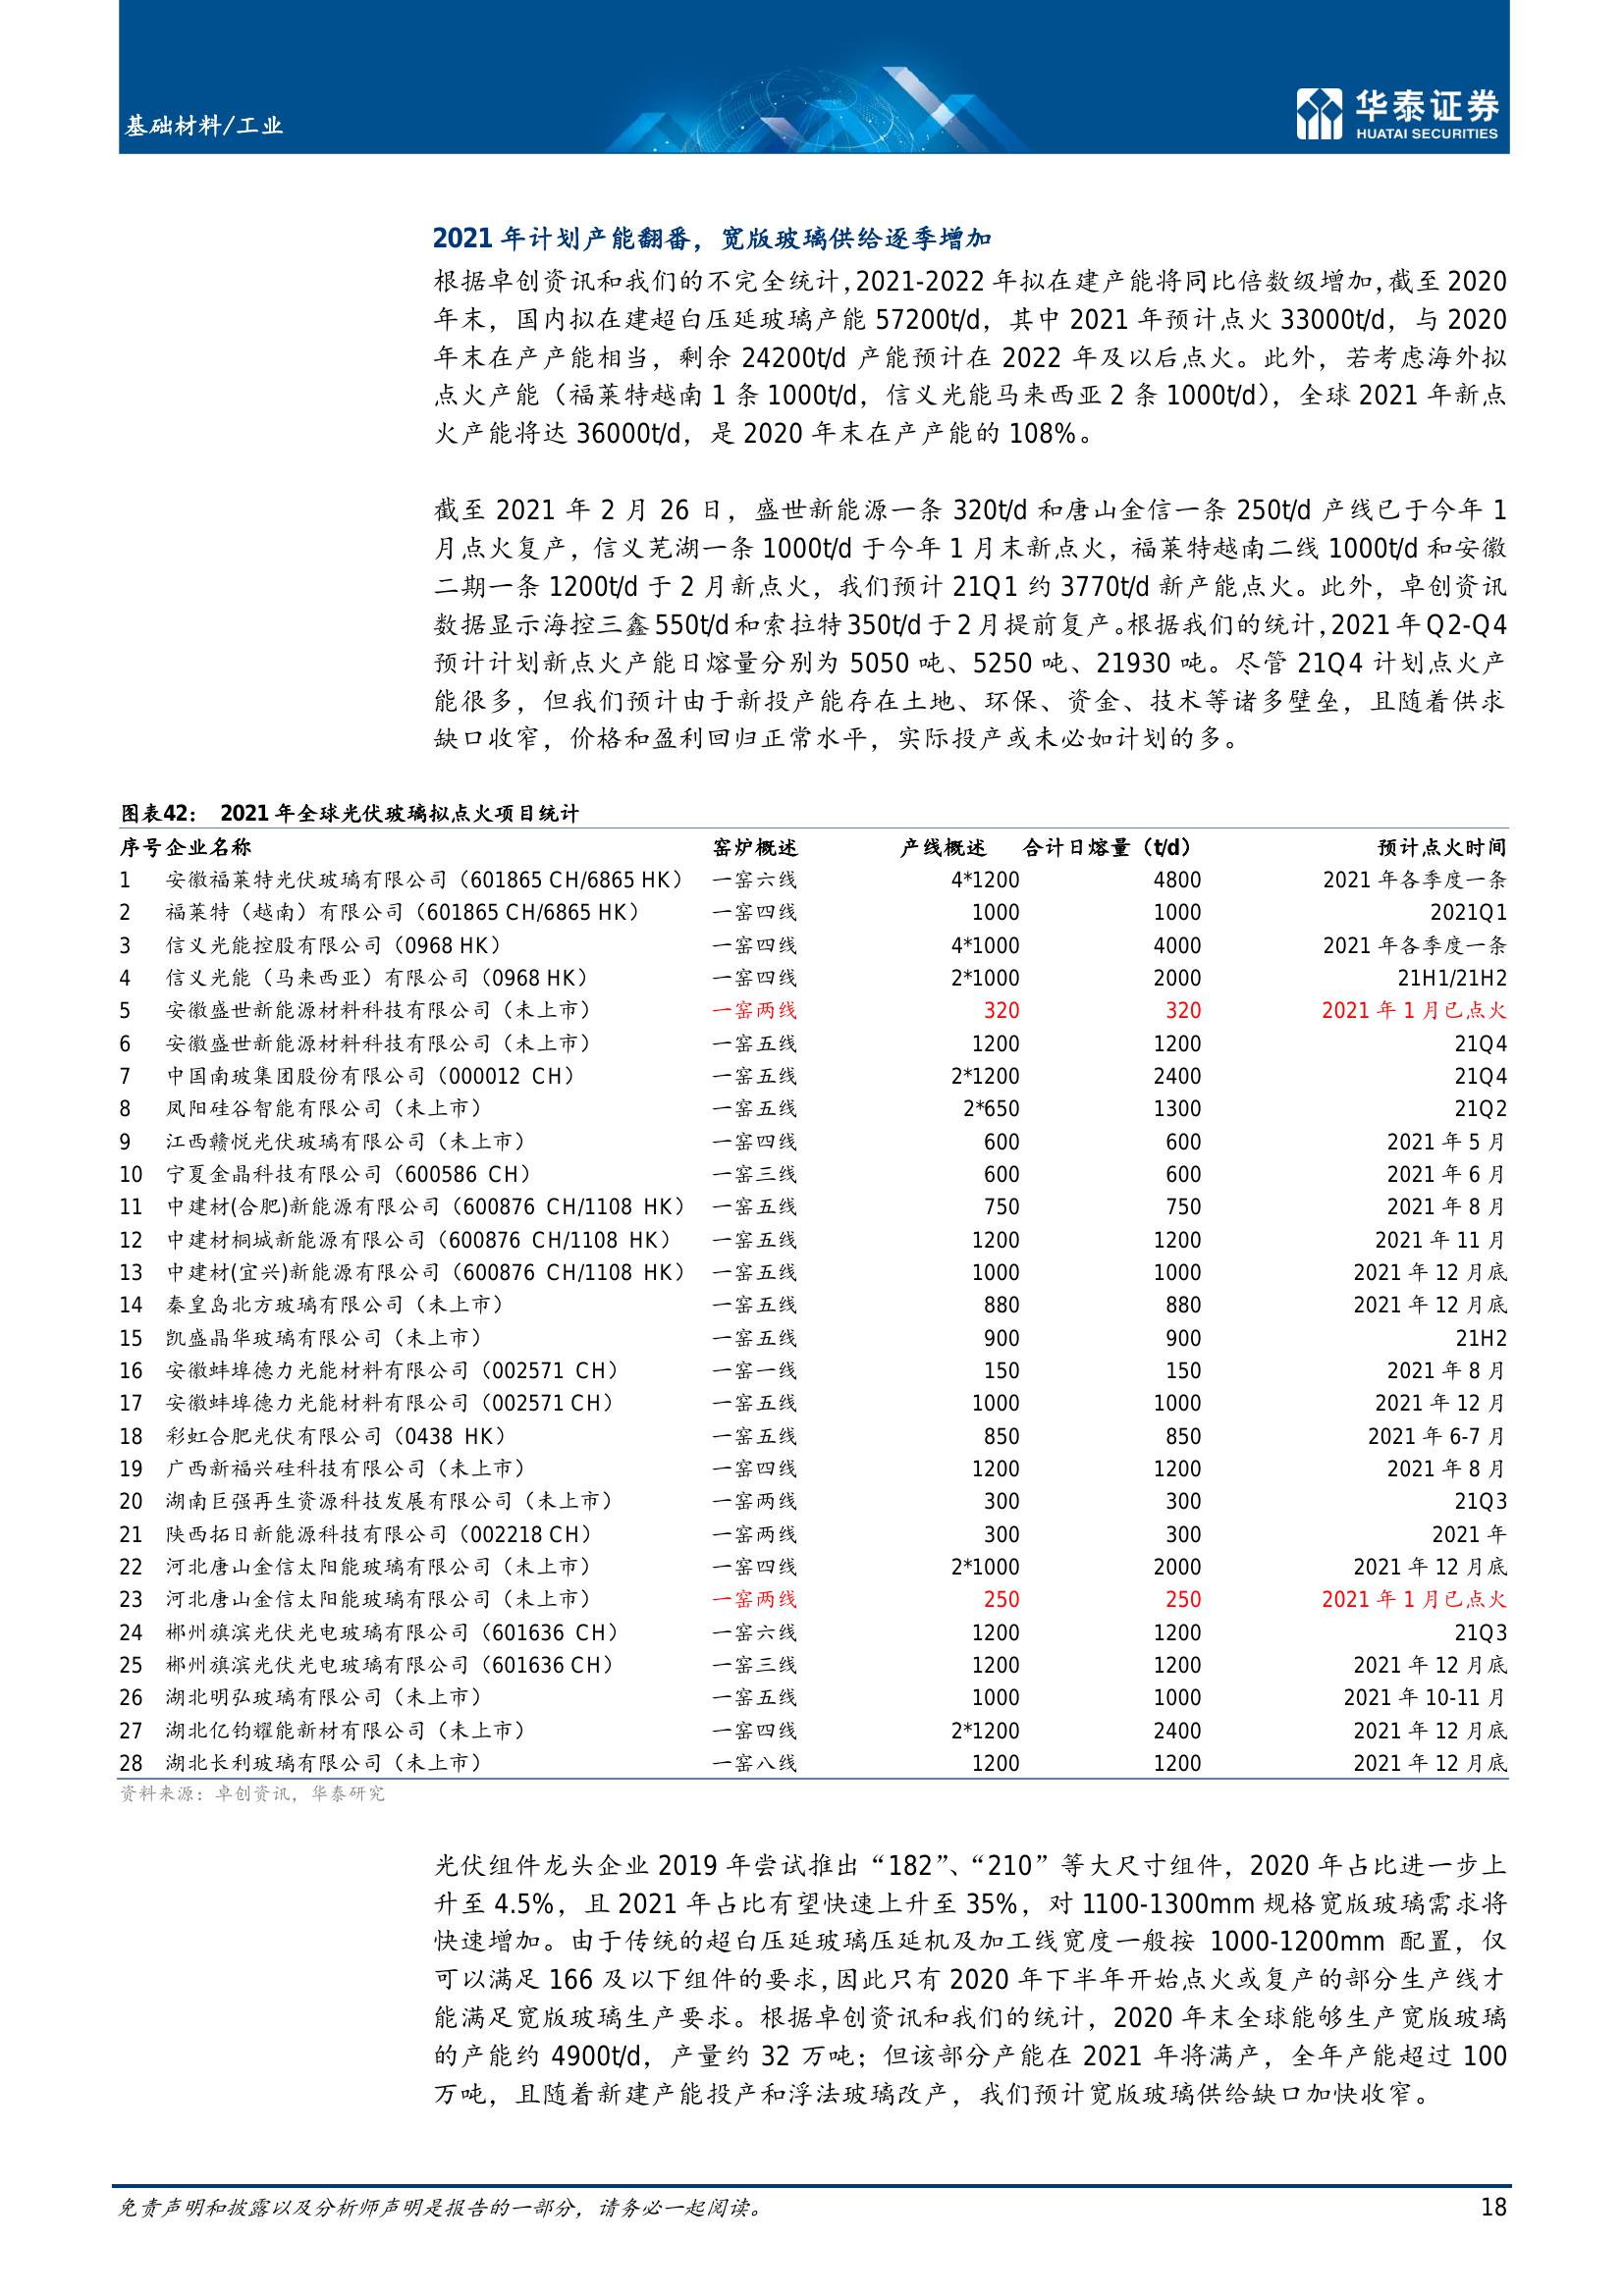 基础材料/工业
华泰证券
HUATAI SECURITIES
2021 年计划产能翻番，宽版玻璃供给逐季增加
根据卓创资讯和我们的不完全统计，2021-2022 年拟在建产能将同比倍数级增加，截至 2020
年末，国内拟在建超白压延玻璃产能 57200t/d，其中 2021 年预计点火 33000t/d，与 2020
年末在产产能相当，剩余 24200t/d 产能预计在 2022 年及以后点火。此外，若考虑海外拟
点火产能（福莱特越南 1 条 1000t/d，信义光能马来西亚 2 条 1000t/d），全球 2021 年新点
火产能将达 36000t/d，是 2020 年末在产产能的 108%。
截至 2021 年 2 月 26 日，盛世新能源一条 320t/d 和唐山金信一条 250t/d 产线已于今年 1
月点火复产，信义芜湖一条 1000t/d 于今年 1 月末新点火，福莱特越南二线 1000t/d 和安徽
二期一条 1200t/d 于 2 月新点火，我们预计 21Q1 约 3770t/d 新产能点火。此外，卓创资讯
数据显示海控三鑫 550t/d 和索拉特 350t/d 于 2 月提前复产。根据我们的统计，2021 年 Q2-Q4
预计计划新点火产能日熔量分别为 5050 吨、5250 吨、21930 吨。尽管 21Q4 计划点火产
能很多，但我们预计由于新投产能存在土地、环保、资金、技术等诸多壁垒，且随着供求
缺口收窄，价格和盈利回归正常水平，实际投产或未必如计划的多。
图表42： 2021 年全球光伏玻璃拟点火项目统计
序号 企业名称 窑炉概述 产线概述 合计日熔量（t/d） 预计点火时间
1 安徽福莱特光伏玻璃有限公司（601865 CH/6865 HK） 一窑六线 4*1200 4800 2021 年各季度一条
2 福莱特（越南）有限公司（601865 CH/6865 HK） 一窑四线 1000 1000 2021Q1
3 信义光能控股有限公司（0968 HK） 一窑四线 4*1000 4000 2021 年各季度一条
4 信义光能（马来西亚）有限公司（0968 HK） 一窑四线 2*1000 2000 21H1/21H2
5 安徽盛世新能源材料科技有限公司（未上市） 一窑两线 320 320 2021 年 1 月已点火
6 安徽盛世新能源材料科技有限公司（未上市） 一窑五线 1200 1200 21Q4
7 中国南玻集团股份有限公司（000012 CH） 一窑五线 2*1200 2400 21Q4
8 凤阳硅谷智能有限公司（未上市） 一窑五线 2*650 1300 21Q2
9 江西赣悦光伏玻璃有限公司（未上市） 一窑四线 600 600 2021 年 5 月
10 宁夏金晶科技有限公司（600586 CH） 一窑三线 600 600 2021 年 6 月
11 中建材(合肥)新能源有限公司（600876 CH/1108 HK） 一窑五线 750 750 2021 年 8 月
12 中建材桐城新能源有限公司（600876 CH/1108 HK） 一窑五线 1200 1200 2021 年 11 月
13 中建材(宜兴)新能源有限公司（600876 CH/1108 HK） 一窑五线 1000 1000 2021 年 12 月底
14 秦皇岛北方玻璃有限公司（未上市） 一窑五线 880 880 2021 年 12 月底
15 凯盛晶华玻璃有限公司（未上市） 一窑五线 900 900 21H2
16 安徽蚌埠德力光能材料有限公司（002571 CH） 一窑一线 150 150 2021 年 8 月
17 安徽蚌埠德力光能材料有限公司（002571 CH） 一窑五线 1000 1000 2021 年 12 月
18 彩虹合肥光伏有限公司（0438 HK） 一窑五线 850 850 2021 年 6-7 月
19 广西新福兴硅科技有限公司（未上市） 一窑四线 1200 1200 2021 年 8 月
20 湖南巨强再生资源科技发展有限公司（未上市） 一窑两线 300 300 21Q3
21 陕西拓日新能源科技有限公司（002218 CH） 一窑两线 300 300 2021 年
22 河北唐山金信太阳能玻璃有限公司（未上市） 一窑四线 2*1000 2000 2021 年 12 月底
23 河北唐山金信太阳能玻璃有限公司（未上市） 一窑两线 250 250 2021 年 1 月已点火
24 郴州旗滨光伏光电玻璃有限公司（601636 CH） 一窑六线 1200 1200 21Q3
25 郴州旗滨光伏光电玻璃有限公司（601636 CH） 一窑三线 1200 1200 2021 年 12 月底
26 湖北明弘玻璃有限公司（未上市） 一窑五线 1000 1000 2021 年 10-11 月
27 湖北亿钧耀能新材有限公司（未上市） 一窑四线 2*1200 2400 2021 年 12 月底
28 湖北长利玻璃有限公司（未上市） 一窑八线 1200 1200 2021 年 12 月底
资料来源：卓创资讯，华泰研究
光伏组件龙头企业 2019 年尝试推出“182”、“210”等大尺寸组件，2020 年占比进一步上
升至 4.5%，且 2021 年占比有望快速上升至 35%，对 1100-1300mm 规格宽版玻璃需求将
快速增加。由于传统的超白压延玻璃压延机及加工线宽度一般按 1000-1200mm 配置，仅
可以满足 166 及以下组件的要求，因此只有 2020 年下半年开始点火或复产的部分生产线才
能满足宽版玻璃生产要求。根据卓创资讯和我们的统计，2020 年末全球能够生产宽版玻璃
的产能约 4900t/d，产量约 32 万吨；但该部分产能在 2021 年将满产，全年产能超过 100
万吨，且随着新建产能投产和浮法玻璃改产，我们预计宽版玻璃供给缺口加快收窄。
免责声明和披露以及分析师声明是报告的一部分，请务必一起阅读。 18